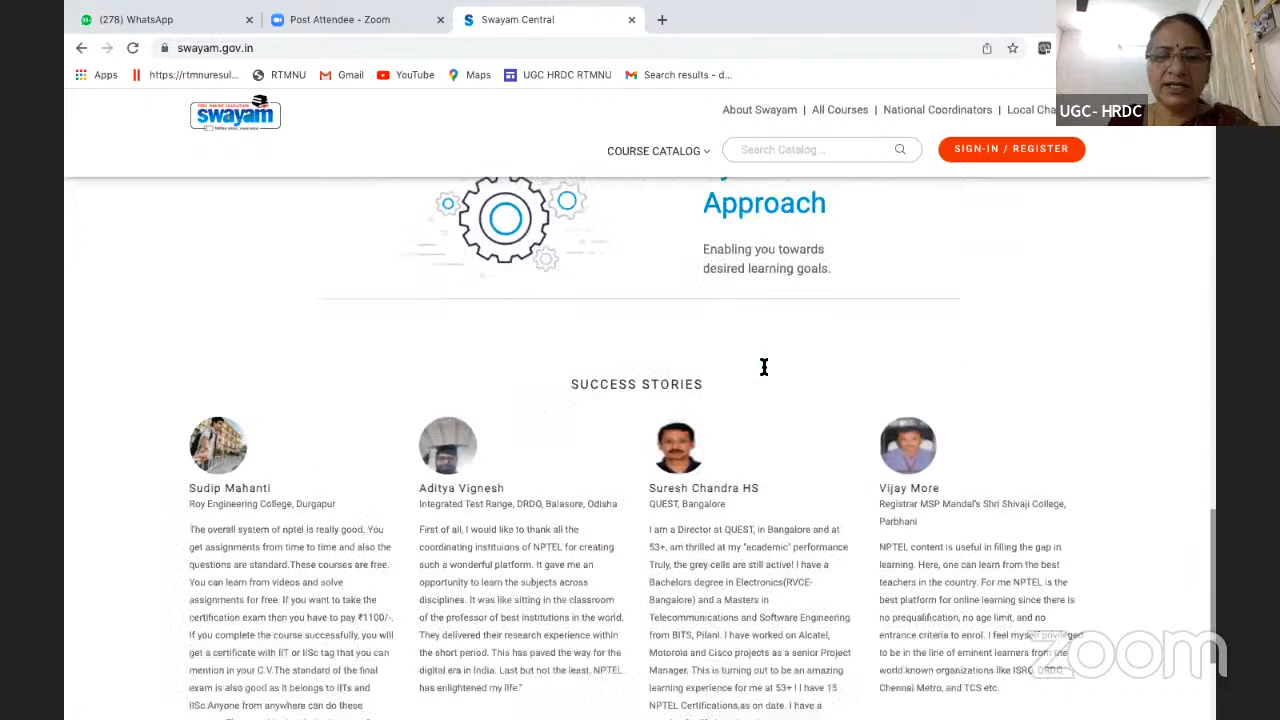 (278) WhatsApp
Post Attendee - Zoom
Swayam Central
swayam.gov.in
Apps
https://rtmnuresul...
RTMNU
Gmail
YouTube
Maps
UGC HRDC RTMNU
Search results - d...
UGC- HRDC
swayam
About Swayam | All Courses | National Coordinators | Local Cha
COURSE CATALOG
Search Catalog ...
SIGN-IN / REGISTER
Approach
Enabling you towards
desired learning goals.
SUCCESS STORIES
Sudip Mahanti
Roy Engineering College, Durgapur
The overall system of nptel is really good. You
get assignments from time to time and also the
questions are standard.These courses are free.
You can learn from videos and solve
assignments for free. If you want to take the
certification exam then you have to pay ₹1100/-.
If you complete the course successfully, you will
get a certificate with IIT or IISc tag that you can
mention in your C.V.The standard of the final
exam is also good as it belongs to IITs and
IISc.Anyone from anywhere can do these
Aditya Vignesh
Integrated Test Range, DRDO, Balasore, Odisha
First of all, I would like to thank all the
coordinating instituions of NPTEL for creating
such a wonderful platform. It gave me an
opportunity to learn the subjects across
disciplines. It was like sitting in the classroom
of the professor of best institutions in the world.
They delivered their research experience within
the short period. This has paved the way for the
digital era in India. Last but not the least, NPTEL
has enlightened my life."
Suresh Chandra HS
QUEST, Bangalore
I am a Director at QUEST, in Bangalore and at
53+, am thrilled at my "academic" performance
Truly, the grey-cells are still active! I have a
Bachelors degree in Electronics(RVCE-
Bangalore) and a Masters in
Telecommunications and Software Engineering
from BITS, Pilani. I have worked on Alcatel,
Motorola and Cisco projects as a senior Project
Manager. This is turning out to be an amazing
learning experience for me at 53+! I have 15
NPTEL Certifications,as on date. I have a
Vijay More
Registrar MSP Mandal's Shri Shivaji College,
Parbhani
NPTEL content is useful in filling the gap in
learning. Here, one can learn from the best
teachers in the country. For me NPTEL is the
best platform for online learning since there is
no prequalification, no age limit, and no
entrance criteria to enrol. I feel myself privileged
to be in the line of eminent learners from the
world known organizations like ISRO, DRDO,
Chennai Metro, and TCS etc.
zoom